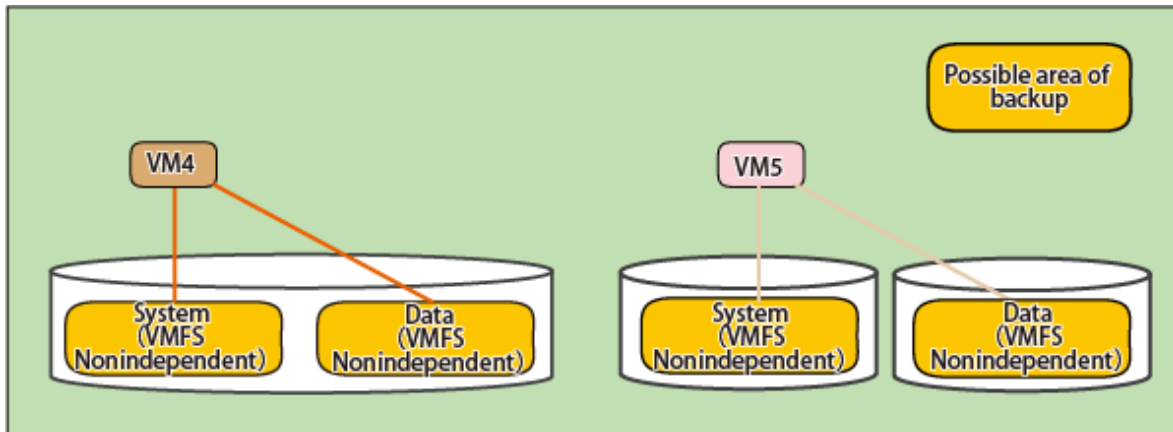 Possible area of
backup
VM4
VM5
System
(VMFS
Nonindependent)
Data
(VMFS
Nonindependent)
System
(VMFS
Nonindependent)
Data
(VMFS
Nonindependent)